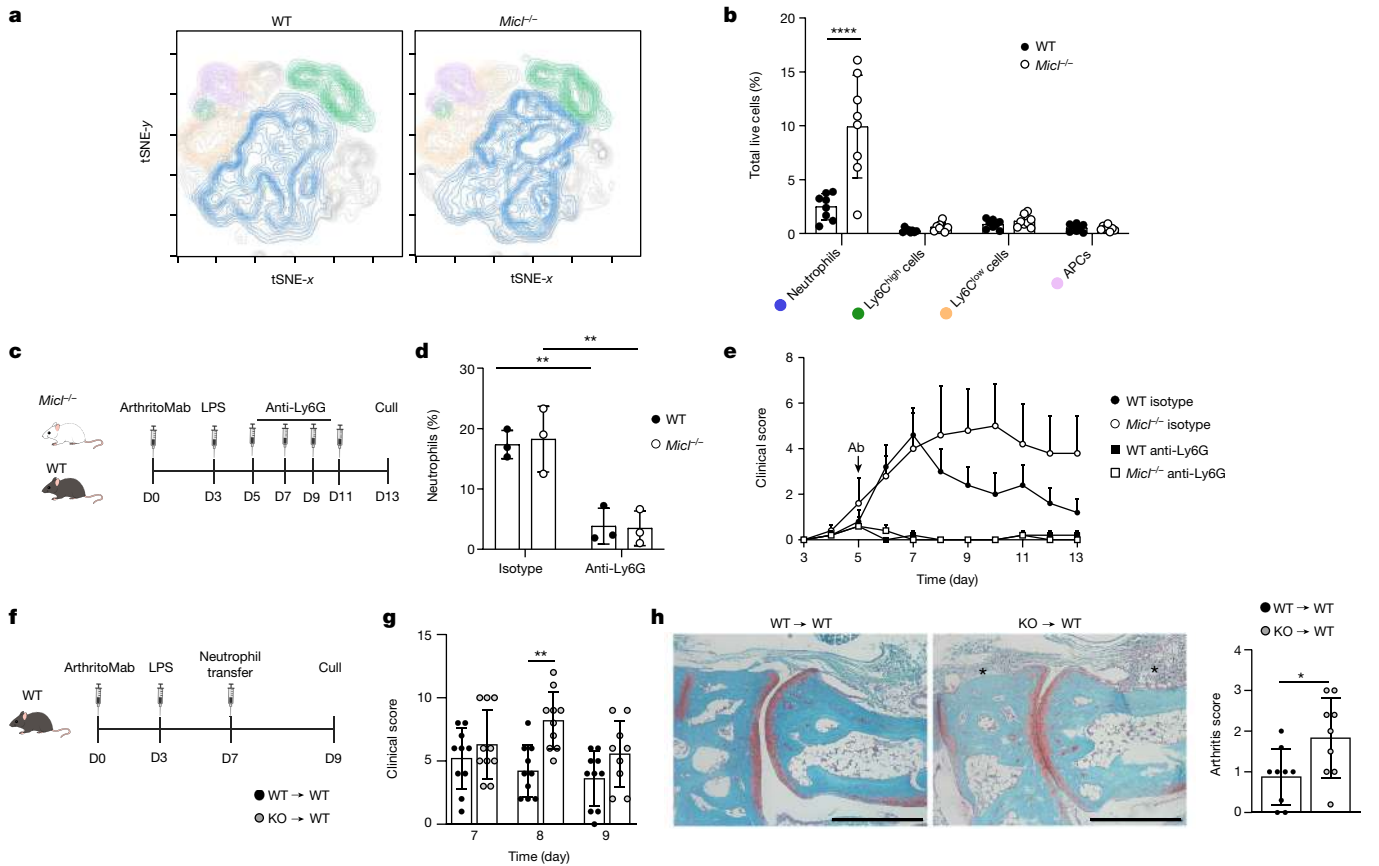 a
WT
Micl–/–
tSNE-y
tSNE-x
tSNE-x
b
Total live cells (%)
20
15
10
5
0
****
WT
Micl–/–
Neutrophils
Ly6Chigh cells
Ly6Clow cells
APCs
c
Micl–/–
WT
ArthritoMab
LPS
Anti-Ly6G
Cull
D0
D3
D5
D7
D9
D11
D13
d
Neutrophils (%)
30
20
10
0
**
**
WT
Micl–/–
Isotype
Anti-Ly6G
e
Clinical score
8
6
4
2
0
Ab
3
5
7
9
11
13
Time (day)
WT isotype
Micl–/– isotype
WT anti-Ly6G
Micl–/– anti-Ly6G
f
WT
ArthritoMab
LPS
Neutrophil
transfer
Cull
D0
D3
D7
D9
WT → WT
KO → WT
g
Clinical score
15
10
5
0
**
7
8
9
Time (day)
h
WT → WT
KO → WT
*
*
WT → WT
KO → WT
Arthritis score
4
3
2
1
0
*